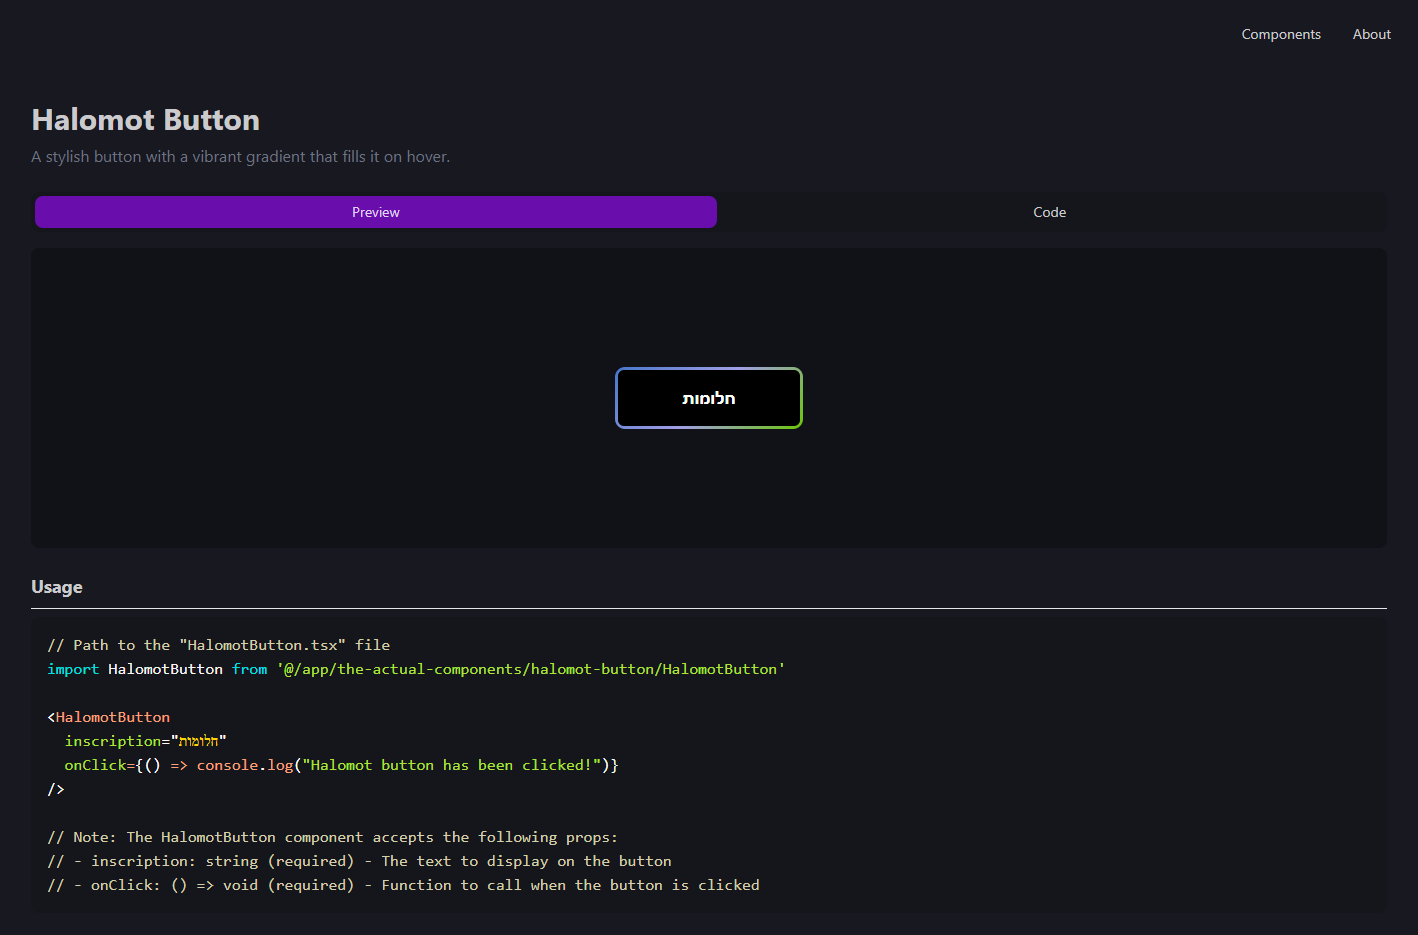 Components About
Halomot Button
A stylish button with a vibrant gradient that fills it on hover.
Preview Code
חלומות
Usage
// Path to the "HalomotButton.tsx" file
import HalomotButton from '@/app/the-actual-components/halomot-button/HalomotButton'
<HalomotButton
  inscription="חלומות"
  onClick={() => console.log("Halomot button has been clicked!")}
/>
// Note: The HalomotButton component accepts the following props:
// - inscription: string (required) - The text to display on the button
// - onClick: () => void (required) - Function to call when the button is clicked